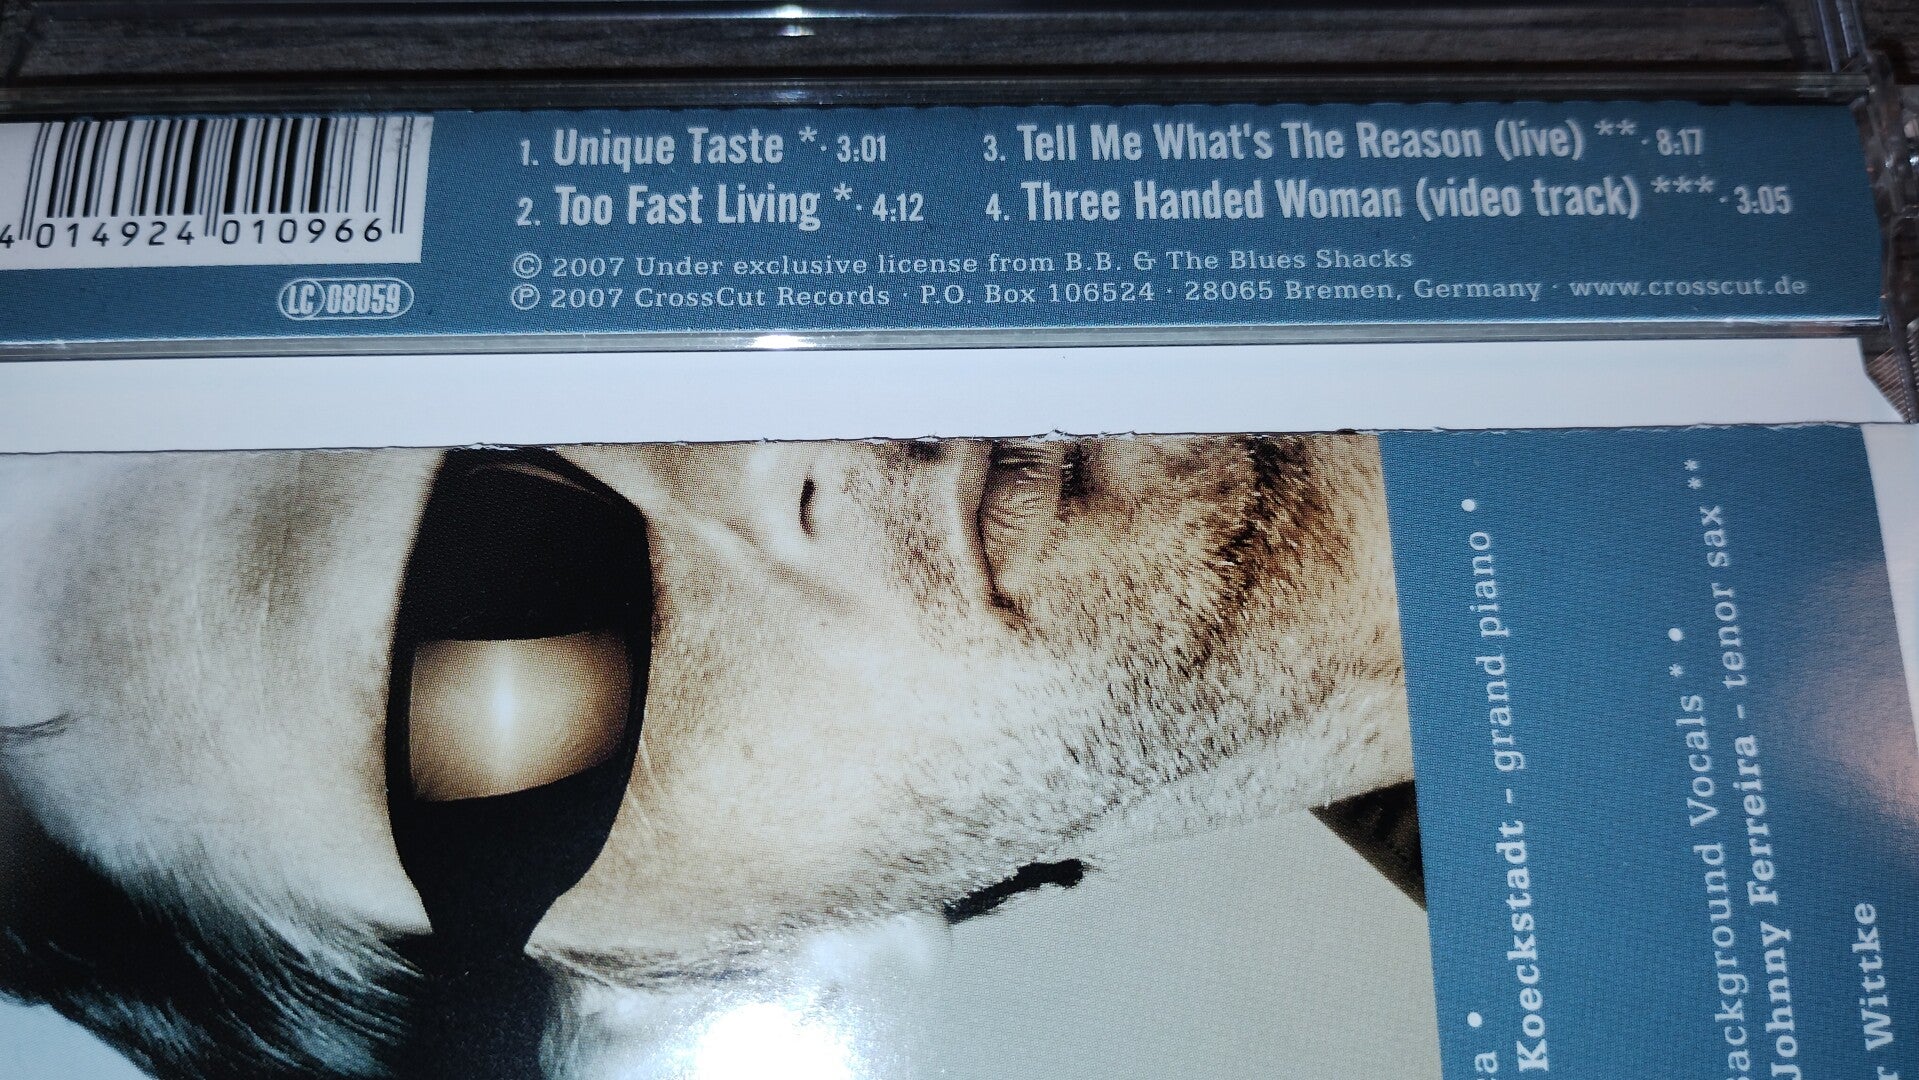 1. Unique Taste * · 3:01
2. Too Fast Living * · 4:12
3. Tell Me What's The Reason (live) ** · 8:17
4. Three Handed Woman (video track) *** · 3:05
© 2007 Under exclusive license from B.B. & The Blues Shacks
℗ 2007 CrossCut Records · P.O. Box 106524 · 28065 Bremen, Germany · www.crosscut.de
4 014924 010966
LC 08059
Koeckstadt - grand piano •
Vocals * •
Johnny Ferreira - tenor sax **
Wittke